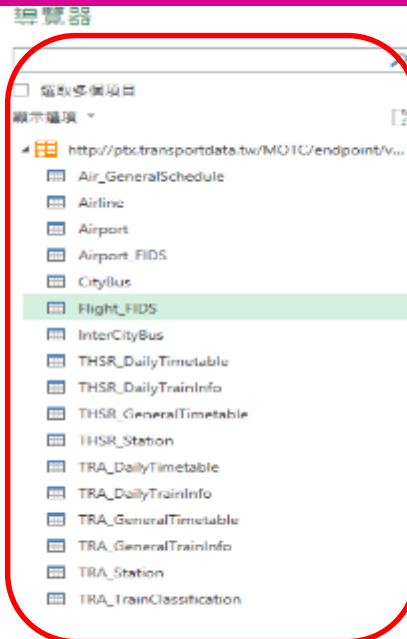 導覽器
選取多個項目
顯示選項
http://ptx.transportdata.tw/MOTC/endpoint/v...
Air_GeneralSchedule
Airline
Airport
Airport_FIDS
CityBus
Flight_FIDS
InterCityBus
THSR_DailyTimetable
THSR_DailyTrainInfo
THSR_GeneralTimetable
THSR_Station
TRA_DailyTimetable
TRA_DailyTrainInfo
TRA_GeneralTimetable
TRA_GeneralTrainInfo
TRA_Station
TRA_TrainClassification